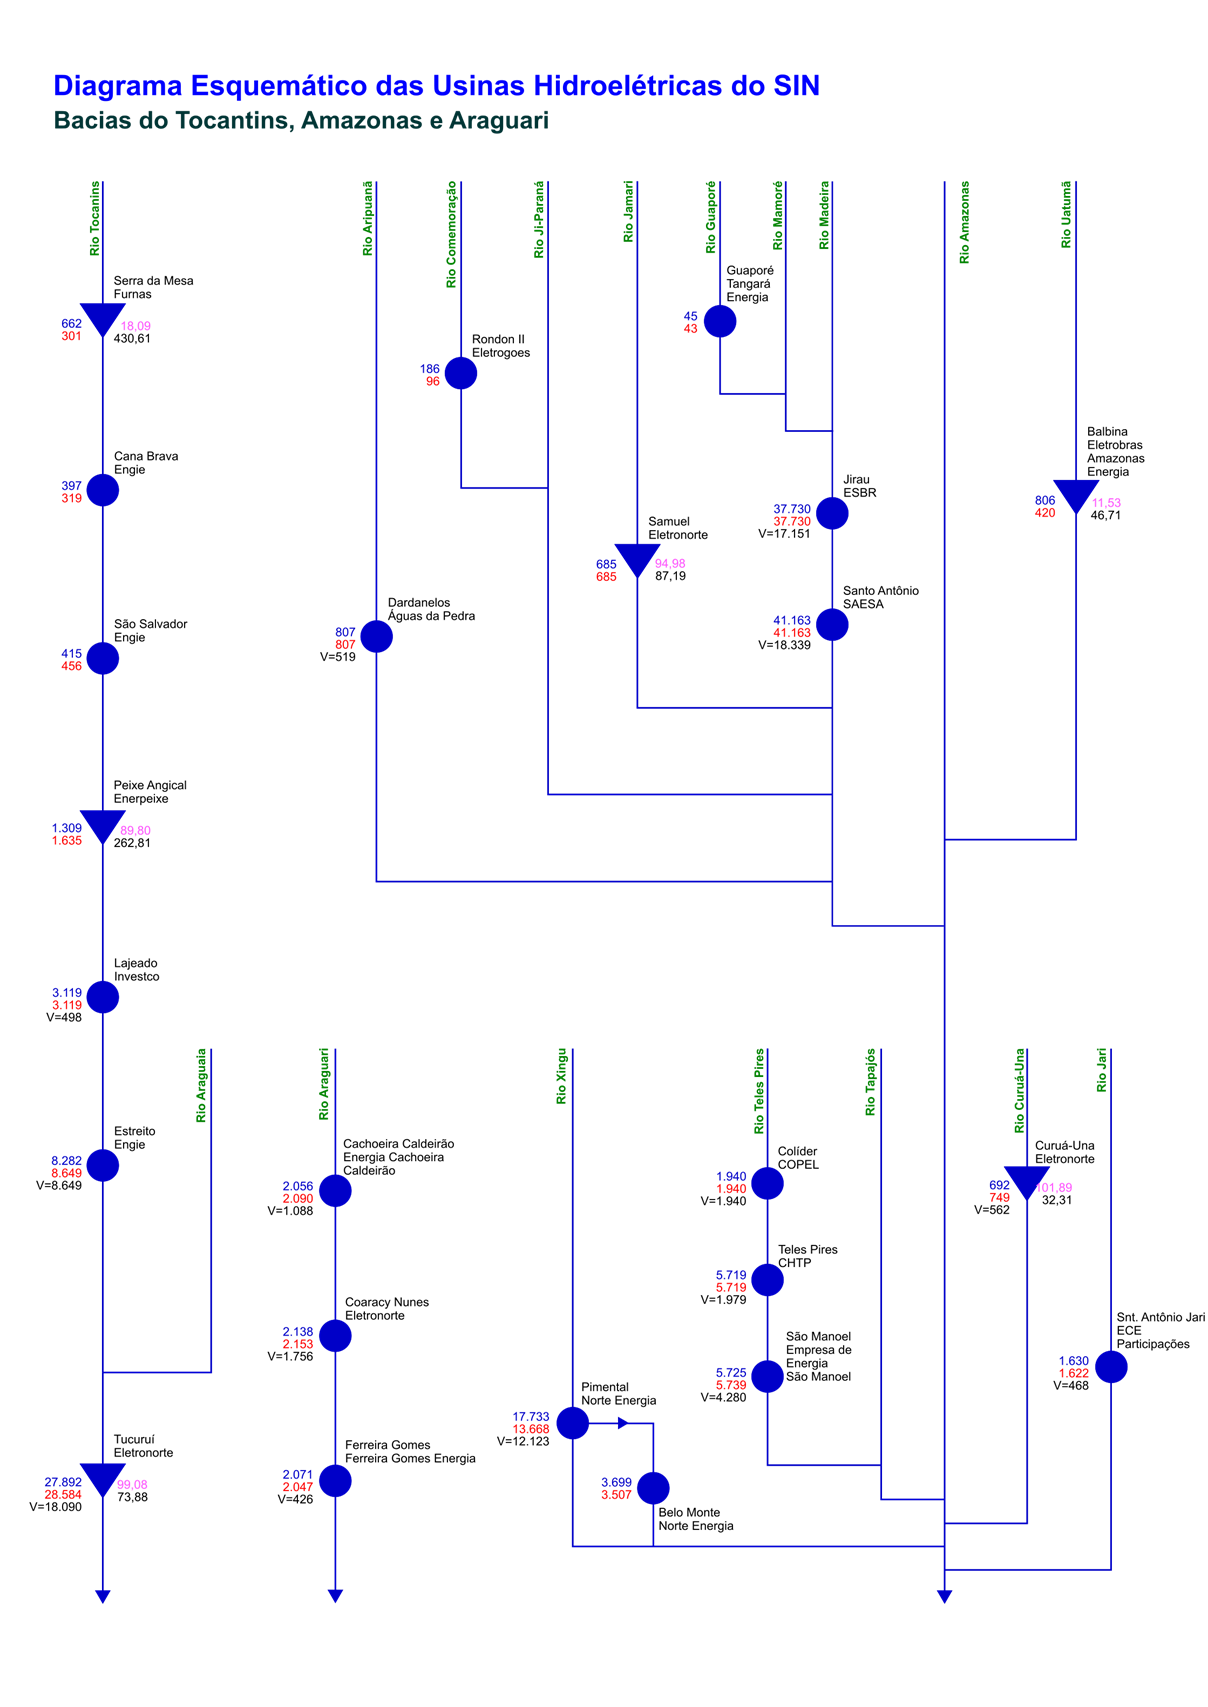 Diagrama Esquemático das Usinas Hidroelétricas do SIN
Bacias do Tocantins, Amazonas e Araguari
Rio Tocanins
Rio Aripuanã
Rio Comemoração
Rio Ji-Paraná
Rio Jamari
Rio Guaporé
Rio Mamoré
Rio Madeira
Rio Amazonas
Rio Uatumã
Serra da Mesa
Furnas
662
301
18,09
430,61
Cana Brava
Engie
397
319
São Salvador
Engie
415
456
Peixe Angical
Enerpeixe
1.309
1.635
89,80
262,81
Lajeado
Investco
3.119
3.119
V=498
Rio Araguaia
Estreito
Engie
8.282
8.649
V=8.649
Tucuruí
Eletronorte
27.892
28.584
V=18.090
99,08
73,88
Dardanelos
Águas da Pedra
807
807
V=519
Rondon II
Eletrogoes
186
96
Samuel
Eletronorte
685
685
94,98
87,19
Guaporé
Tangará
Energia
45
43
Jirau
ESBR
37.730
37.730
V=17.151
Santo Antônio
SAESA
41.163
41.163
V=18.339
Balbina
Eletrobras
Amazonas
Energia
806
420
11,53
46,71
Rio Araguari
Cachoeira Caldeirão
Energia Cachoeira
Caldeirão
2.056
2.090
V=1.088
Coaracy Nunes
Eletronorte
2.138
2.153
V=1.756
Ferreira Gomes
Ferreira Gomes Energia
2.071
2.047
V=426
Rio Xingu
Pimental
Norte Energia
17.733
13.668
V=12.123
3.699
3.507
Belo Monte
Norte Energia
Rio Teles Pires
Colíder
COPEL
1.940
1.940
V=1.940
Teles Pires
CHTP
5.719
5.719
V=1.979
São Manoel
Empresa de
Energia
São Manoel
5.725
5.739
V=4.280
Rio Tapajós
Rio Curuá-Una
Curuá-Una
Eletronorte
692
749
V=562
101,89
32,31
Rio Jari
Snt. Antônio Jari
ECE
Participações
1.630
1.622
V=468